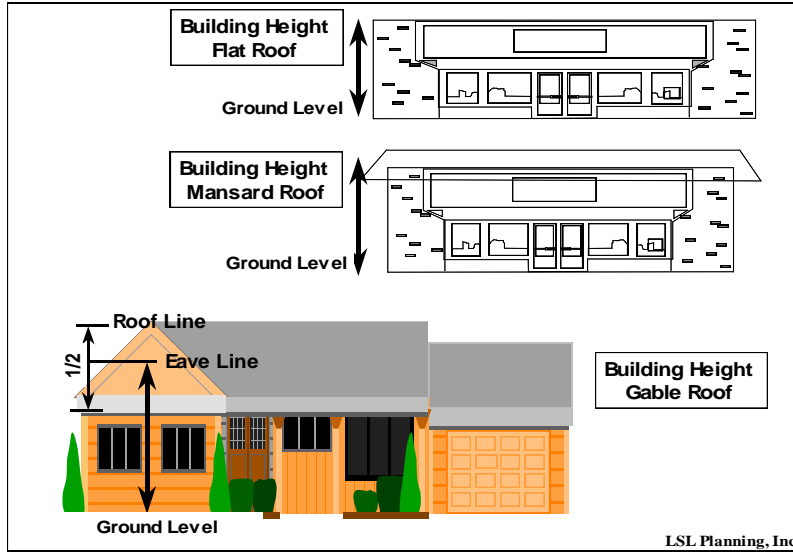 Building Height
Flat Roof
Ground Level
Building Height
Mansard Roof
Ground Level
Roof Line
Eave Line
1/2
Building Height
Gable Roof
Ground Level
LSL Planning, Inc